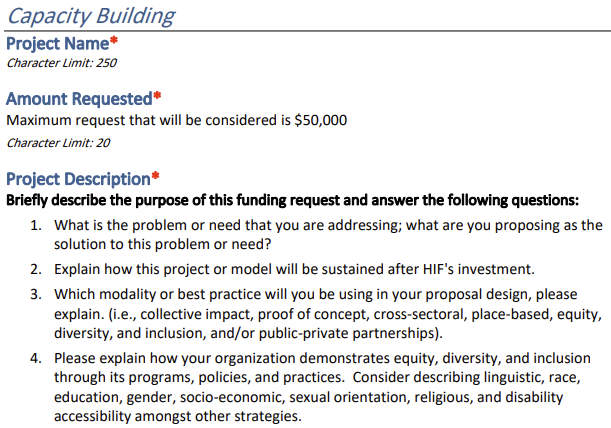 Capacity Building
Project Name*
Character Limit: 250
Amount Requested*
Maximum request that will be considered is $50,000
Character Limit: 20
Project Description*
Briefly describe the purpose of this funding request and answer the following questions:
1. What is the problem or need that you are addressing; what are you proposing as the
solution to this problem or need?
2. Explain how this project or model will be sustained after HIF's investment.
3. Which modality or best practice will you be using in your proposal design, please
explain. (i.e., collective impact, proof of concept, cross-sectoral, place-based, equity,
diversity, and inclusion, and/or public-private partnerships).
4. Please explain how your organization demonstrates equity, diversity, and inclusion
through its programs, policies, and practices. Consider describing linguistic, race,
education, gender, socio-economic, sexual orientation, religious, and disability
accessibility amongst other strategies.